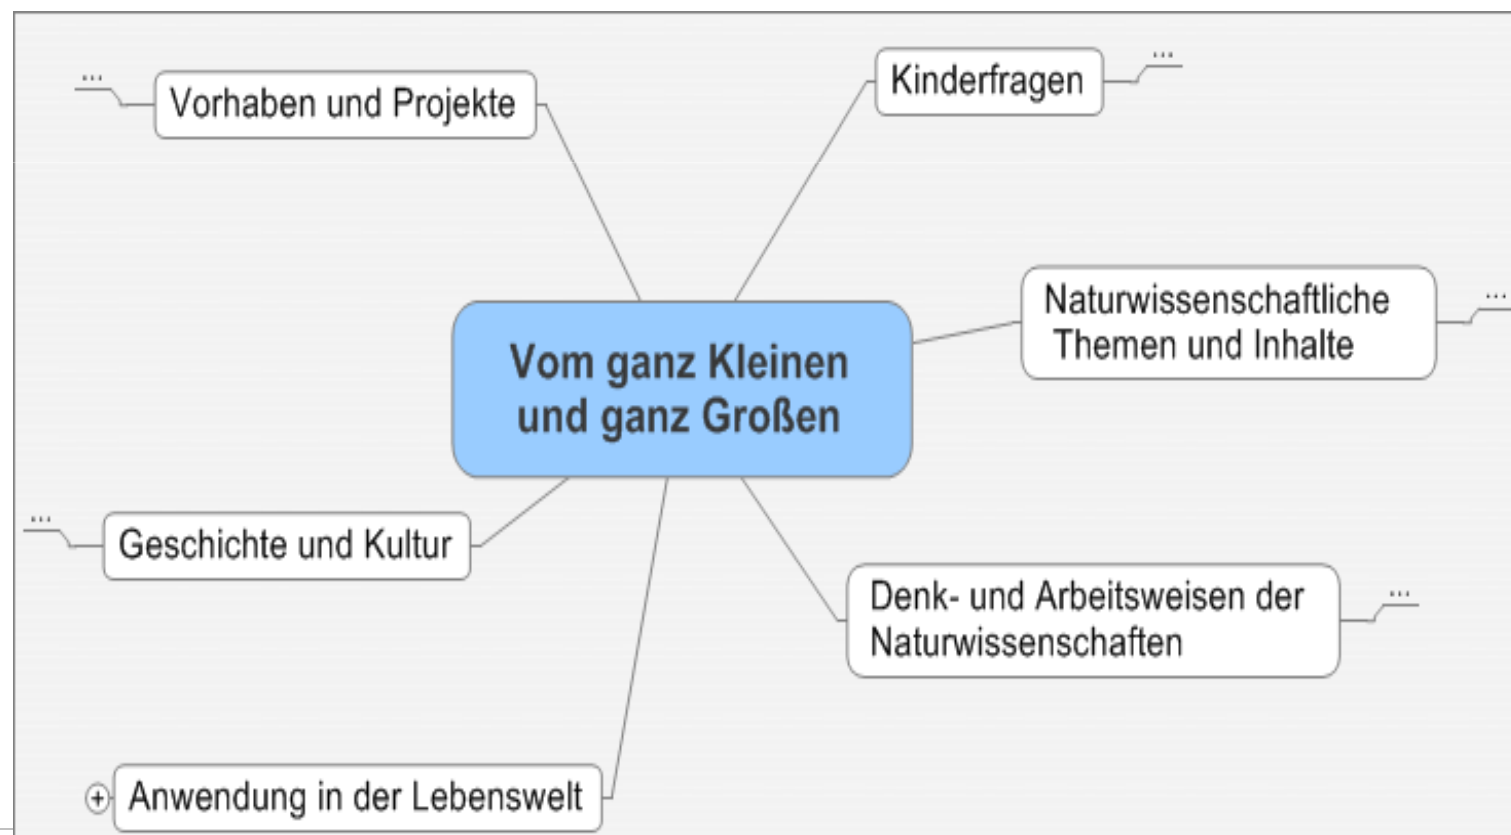 Vorhaben und Projekte
...
Kinderfragen
...
Naturwissenschaftliche
Themen und Inhalte
...
Vom ganz Kleinen
und ganz Großen
Geschichte und Kultur
...
Denk- und Arbeitsweisen der
Naturwissenschaften
...
Anwendung in der Lebenswelt
+